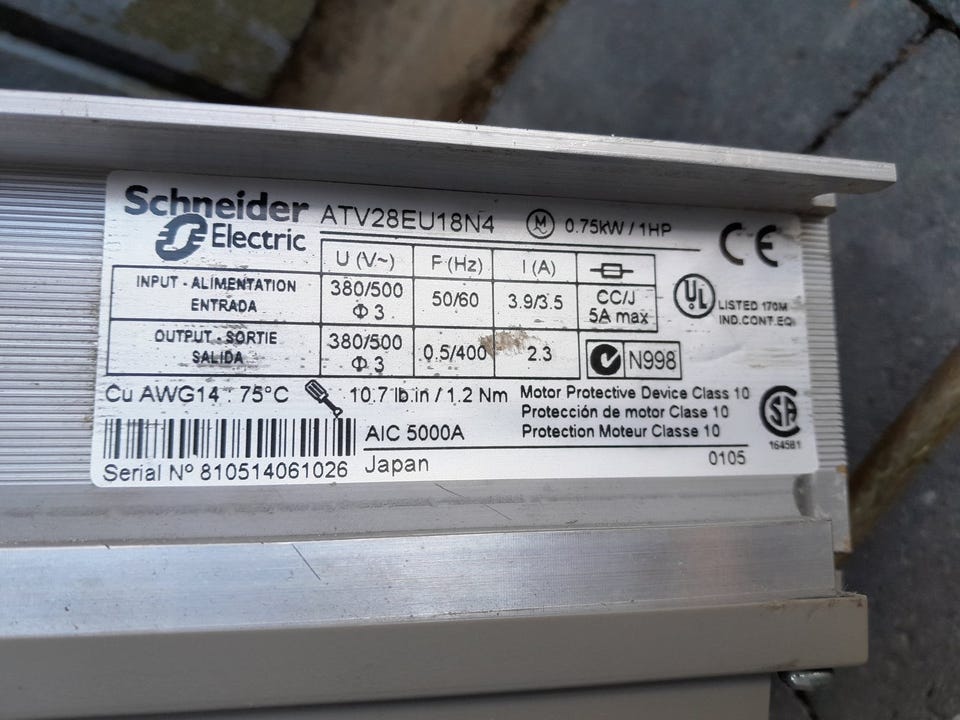 Schneider Electric ATV28EU18N4 M 0.75kW / 1HP CE
U (V~) F (Hz) I (A)
INPUT - ALIMENTATION ENTRADA 380/500 Φ 3 50/60 3.9/3.5 CC/J 5A max
UL LISTED 170M IND.CONT.EQ.
OUTPUT - SORTIE SALIDA 380/500 Φ 3 0.5/400 2.3 N998
Cu AWG14 : 75°C 10.7 lb.in / 1.2 Nm Motor Protective Device Class 10
Protección de motor Clase 10
Protection Moteur Classe 10
SA 164581
AIC 5000A
Serial Nº 810514061026 Japan 0105